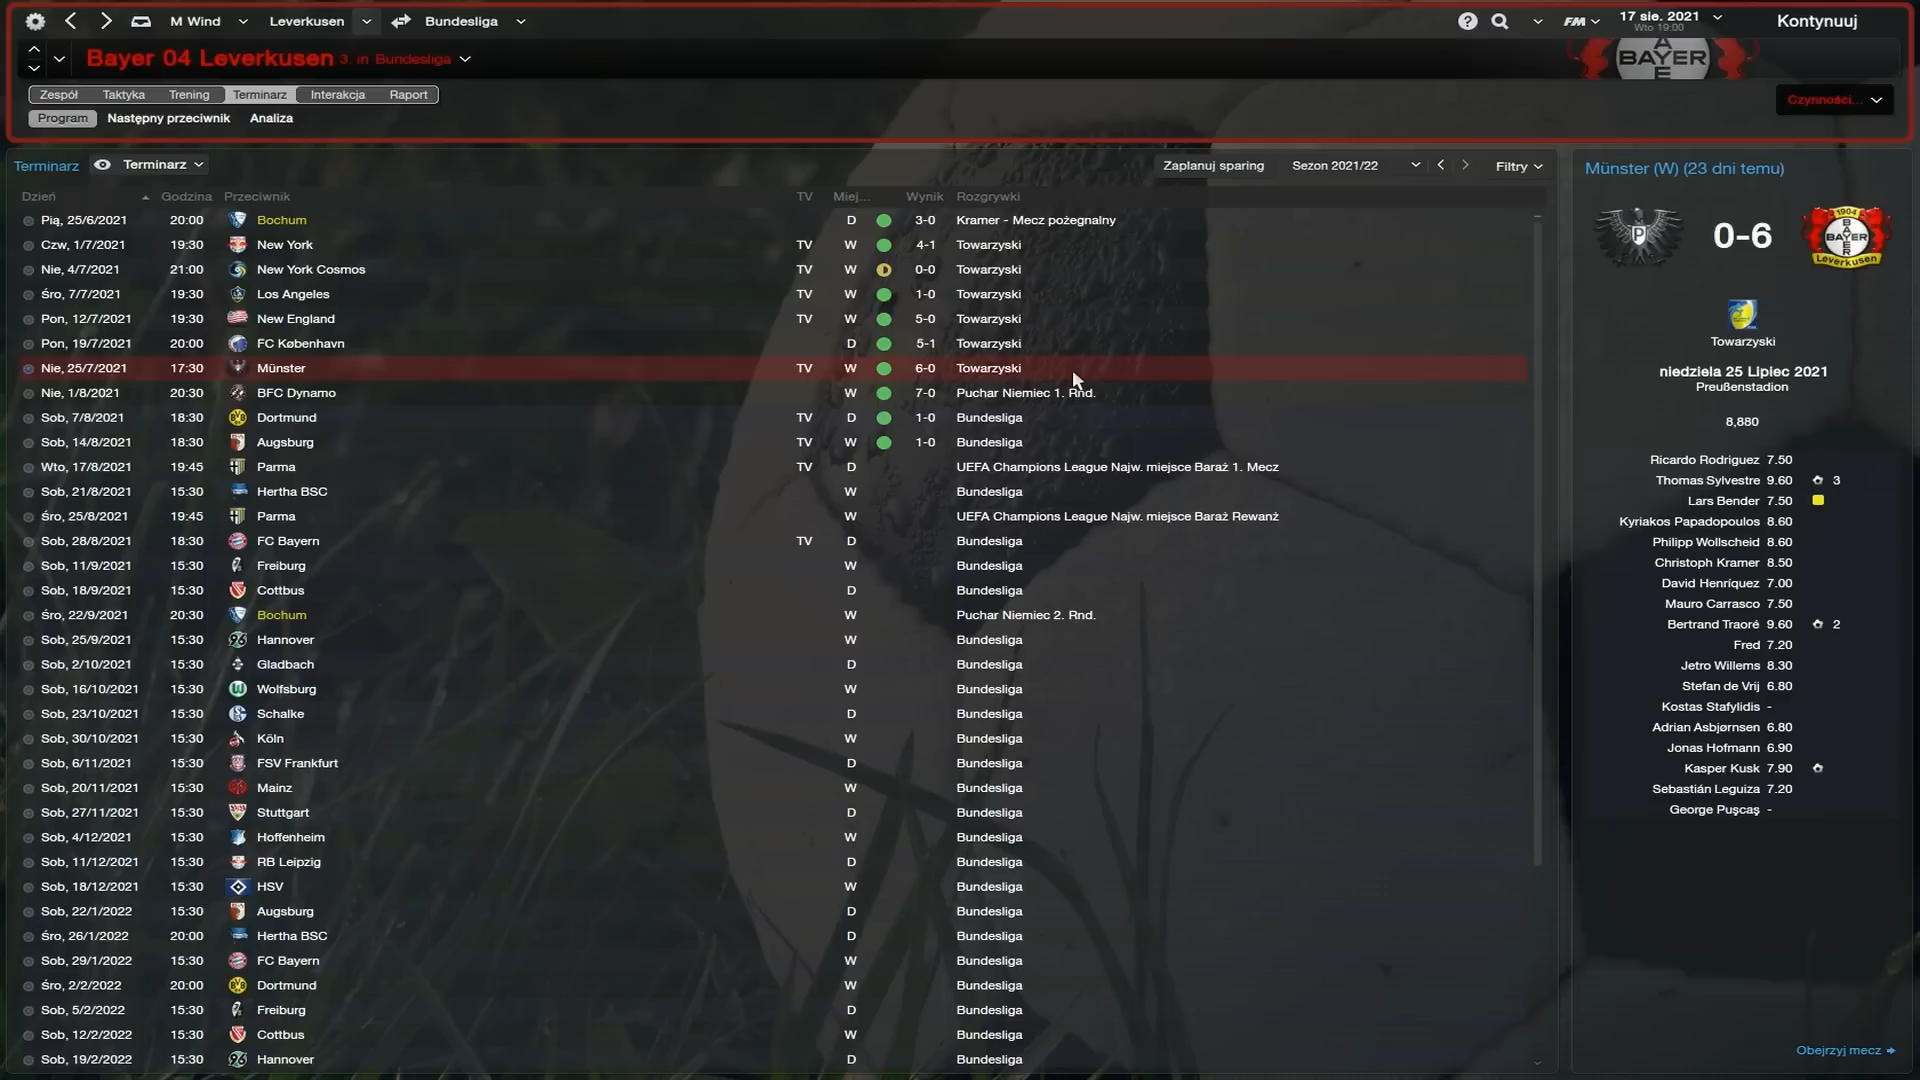 M Wind Leverkusen Bundesliga FM 17 sie. 2021 Kontynuuj
Wto 19:00
Bayer 04 Leverkusen 3. in Bundesliga
BAYER
Zespół Taktyka Trening Terminarz Interakcja Raport
Czynności...
Program Następny przeciwnik Analiza
Terminarz Terminarz Zaplanuj sparing Sezon 2021/22 Filtry
Dzień Godzina Przeciwnik TV Miej... Wynik Rozgrywki
Pią, 25/6/2021 20:00 Bochum D 3-0 Kramer - Mecz pożegnalny
Czw, 1/7/2021 19:30 New York TV W 4-1 Towarzyski
Nie, 4/7/2021 21:00 New York Cosmos TV W 0-0 Towarzyski
Śro, 7/7/2021 19:30 Los Angeles TV W 1-0 Towarzyski
Pon, 12/7/2021 19:30 New England TV W 5-0 Towarzyski
Pon, 19/7/2021 20:00 FC København D 5-1 Towarzyski
Nie, 25/7/2021 17:30 Münster TV W 6-0 Towarzyski
Nie, 1/8/2021 20:30 BFC Dynamo W 7-0 Puchar Niemiec 1. Rnd.
Sob, 7/8/2021 18:30 Dortmund TV D 1-0 Bundesliga
Sob, 14/8/2021 18:30 Augsburg TV W 1-0 Bundesliga
Wto, 17/8/2021 19:45 Parma TV D UEFA Champions League Najw. miejsce Baraż 1. Mecz
Sob, 21/8/2021 15:30 Hertha BSC W Bundesliga
Śro, 25/8/2021 19:45 Parma W UEFA Champions League Najw. miejsce Baraż Rewanż
Sob, 28/8/2021 18:30 FC Bayern TV D Bundesliga
Sob, 11/9/2021 15:30 Freiburg W Bundesliga
Sob, 18/9/2021 15:30 Cottbus D Bundesliga
Śro, 22/9/2021 20:30 Bochum W Puchar Niemiec 2. Rnd.
Sob, 25/9/2021 15:30 Hannover W Bundesliga
Sob, 2/10/2021 15:30 Gladbach D Bundesliga
Sob, 16/10/2021 15:30 Wolfsburg W Bundesliga
Sob, 23/10/2021 15:30 Schalke D Bundesliga
Sob, 30/10/2021 15:30 Köln W Bundesliga
Sob, 6/11/2021 15:30 FSV Frankfurt D Bundesliga
Sob, 20/11/2021 15:30 Mainz W Bundesliga
Sob, 27/11/2021 15:30 Stuttgart D Bundesliga
Sob, 4/12/2021 15:30 Hoffenheim W Bundesliga
Sob, 11/12/2021 15:30 RB Leipzig D Bundesliga
Sob, 18/12/2021 15:30 HSV W Bundesliga
Sob, 22/1/2022 15:30 Augsburg D Bundesliga
Śro, 26/1/2022 20:00 Hertha BSC D Bundesliga
Sob, 29/1/2022 15:30 FC Bayern W Bundesliga
Śro, 2/2/2022 20:00 Dortmund W Bundesliga
Sob, 5/2/2022 15:30 Freiburg D Bundesliga
Sob, 12/2/2022 15:30 Cottbus W Bundesliga
Sob, 19/2/2022 15:30 Hannover D Bundesliga
Münster (W) (23 dni temu)
0-6
1904
BAYER
Leverkusen
Towarzyski
niedziela 25 Lipiec 2021
Preußenstadion
8,880
Ricardo Rodriguez 7.50
Thomas Sylvestre 9.60 3
Lars Bender 7.50
Kyriakos Papadopoulos 8.60
Philipp Wollscheid 8.60
Christoph Kramer 8.50
David Henríquez 7.00
Mauro Carrasco 7.50
Bertrand Traoré 9.60 2
Fred 7.20
Jetro Willems 8.30
Stefan de Vrij 6.80
Kostas Stafylidis -
Adrian Asbjørnsen 6.80
Jonas Hofmann 6.90
Kasper Kusk 7.90
Sebastián Leguiza 7.20
George Pușcaș -
Obejrzyj mecz